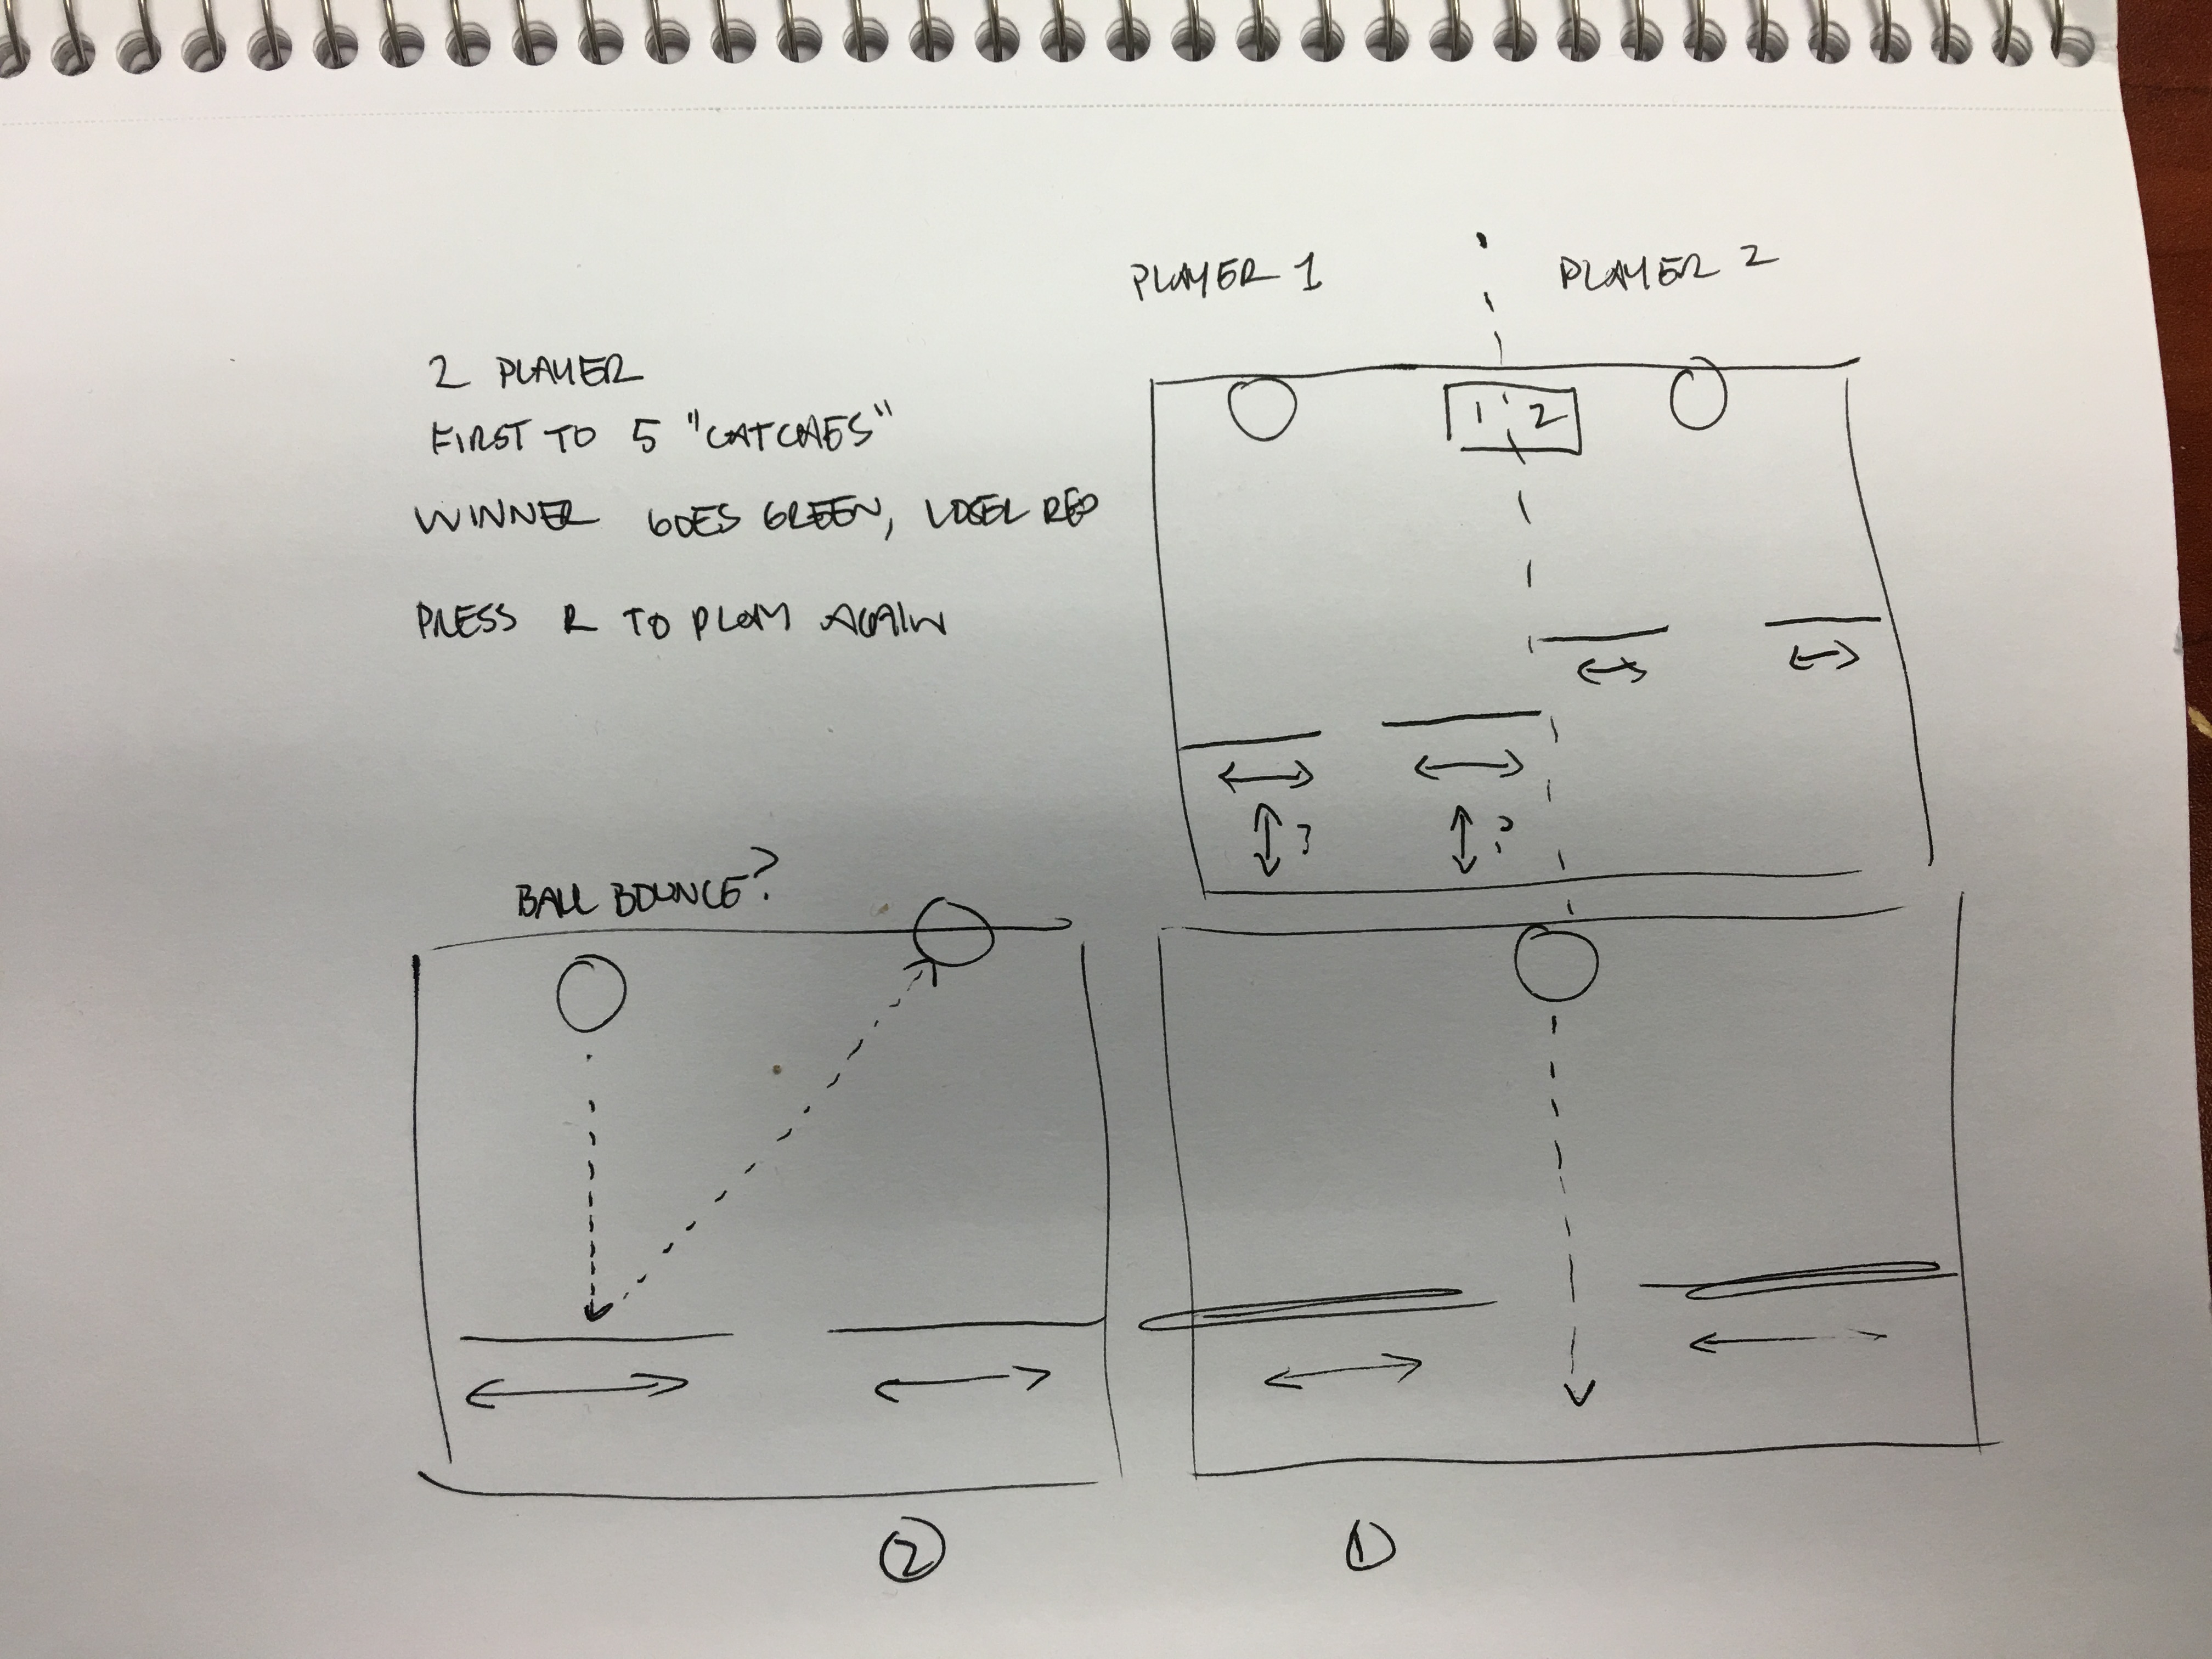 2 PLAYER
FIRST TO 5 "CATCHES"
WINNER GOES GREEN, LOSER RED
PRESS R TO PLAY AGAIN
PLAYER 1
PLAYER 2
1 2
? ?
BALL BOUNCE?
2
1